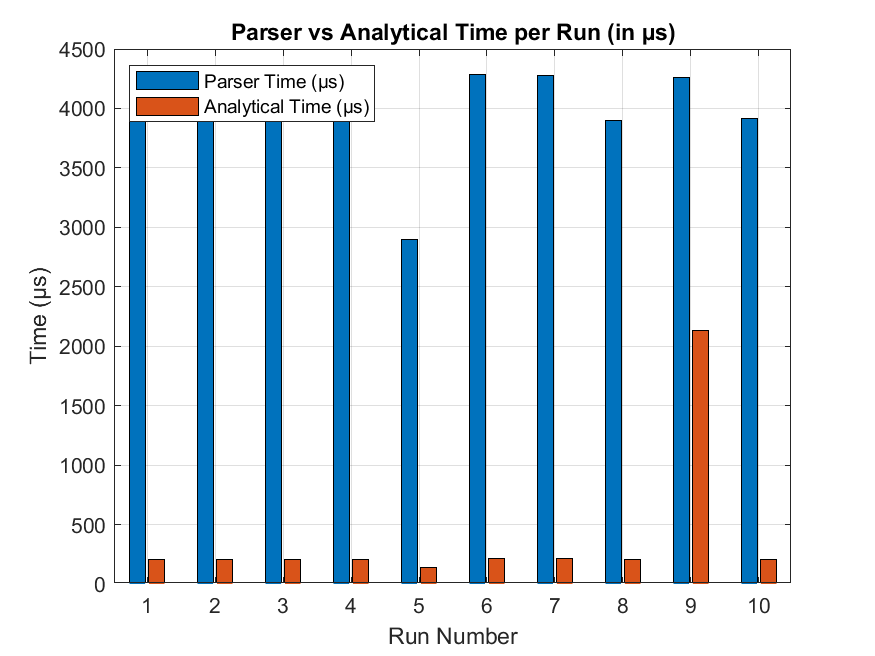 Parser vs Analytical Time per Run (in µs)
Parser Time (µs)
Analytical Time (µs)
4500
4000
3500
3000
2500
2000
1500
1000
500
0
Time (µs)
1 2 3 4 5 6 7 8 9 10
Run Number